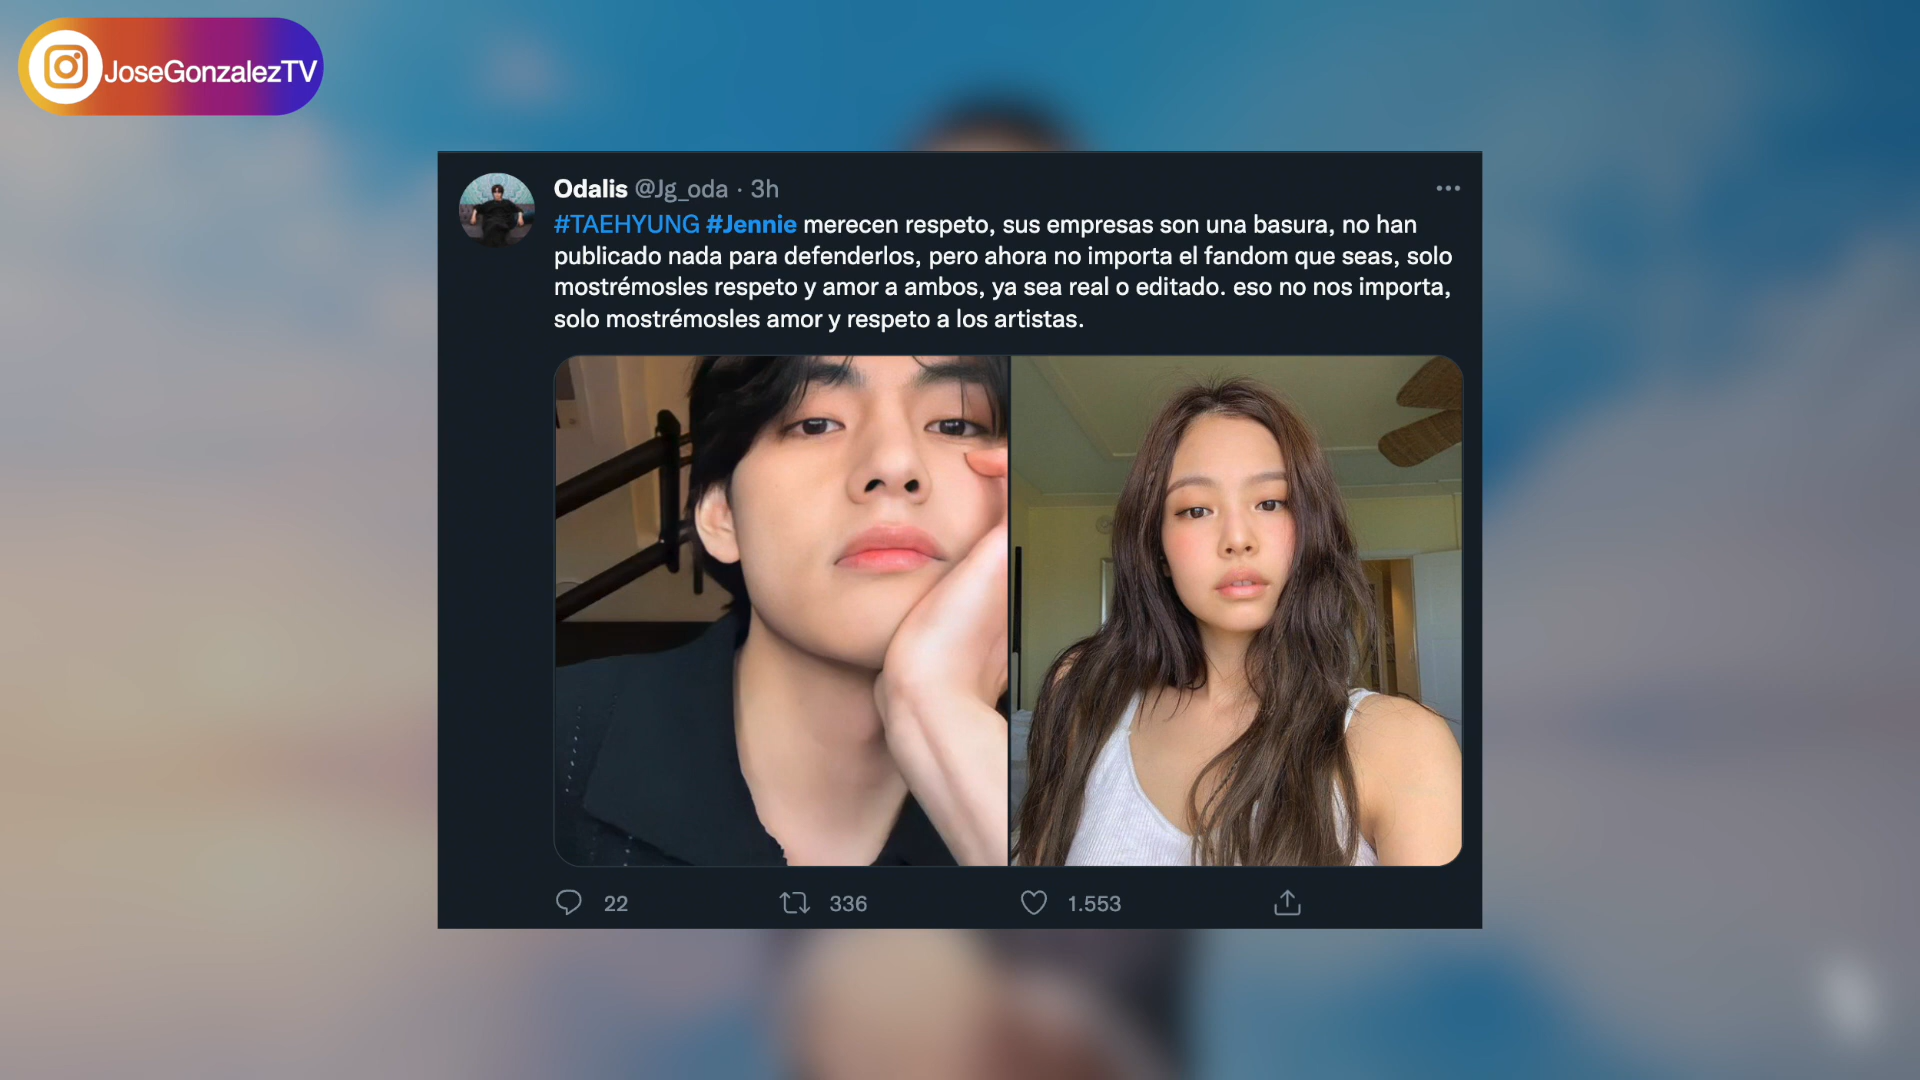 JoseGonzalezTV
Odalis @Jg_oda · 3h
#TAEHYUNG #Jennie merecen respeto, sus empresas son una basura, no han
publicado nada para defenderlos, pero ahora no importa el fandom que seas, solo
mostrémosles respeto y amor a ambos, ya sea real o editado. eso no nos importa,
solo mostrémosles amor y respeto a los artistas.
22 336 1.553